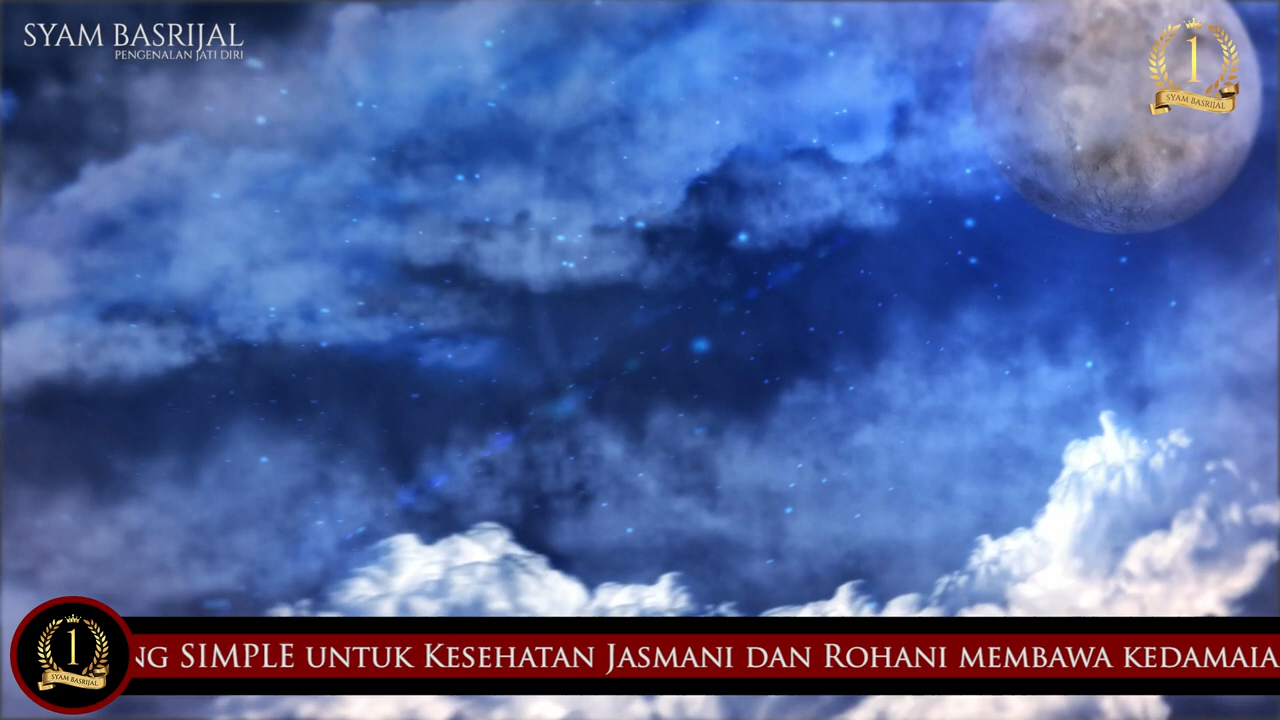 SYAM BASRIJAL
PENGENALAN JATI DIRI
1
SYAM BASRIJAL
1
SYAM BASRIJAL
NG SIMPLE UNTUK KESEHATAN JASMANI DAN ROHANI MEMBAWA KEDAMAIA